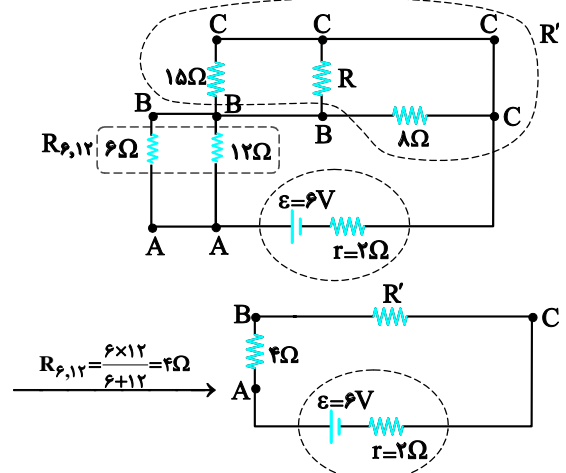 C C C R′
۱۵Ω R
B B B ۸Ω C
R۶,۱۲ ۶Ω ۱۲Ω
ε=۶V
r=۲Ω
A A
B R′ C
R۶,۱۲=۶×۱۲/۶+۱۲=۴Ω
۴Ω
A
ε=۶V
r=۲Ω